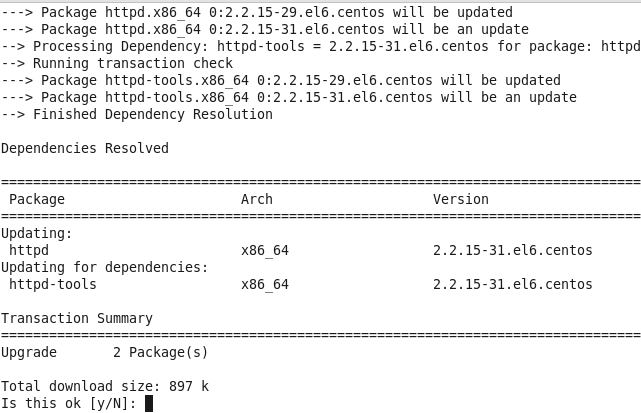 ---> Package httpd.x86_64 0:2.2.15-29.el6.centos will be updated
---> Package httpd.x86_64 0:2.2.15-31.el6.centos will be an update
--> Processing Dependency: httpd-tools = 2.2.15-31.el6.centos for package: httpd
--> Running transaction check
---> Package httpd-tools.x86_64 0:2.2.15-29.el6.centos will be updated
---> Package httpd-tools.x86_64 0:2.2.15-31.el6.centos will be an update
--> Finished Dependency Resolution
Dependencies Resolved
================================================================================
Package Arch Version
================================================================================
Updating:
httpd x86_64 2.2.15-31.el6.centos
Updating for dependencies:
httpd-tools x86_64 2.2.15-31.el6.centos
Transaction Summary
================================================================================
Upgrade 2 Package(s)
Total download size: 897 k
Is this ok [y/N]: